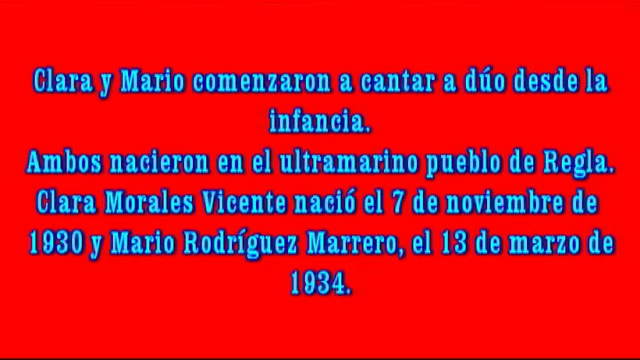 Clara y Mario comenzaron a cantar a dúo desde la
infancia.
Ambos nacieron en el ultramarino pueblo de Regla.
Clara Morales Vicente nació el 7 de noviembre de
1930 y Mario Rodríguez Marrero, el 13 de marzo de
1934.